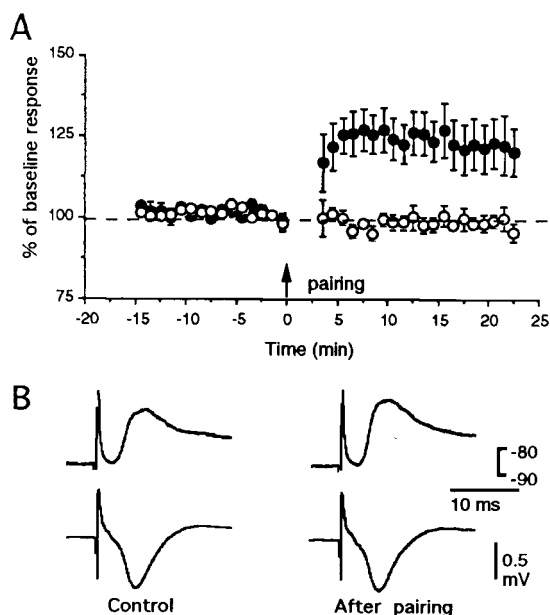 A
% of baseline response
150
125
100
75
pairing
-20 -15 -10 -5 0 5 10 15 20 25
Time (min)
B
-80
-90
10 ms
0.5
mV
Control After pairing